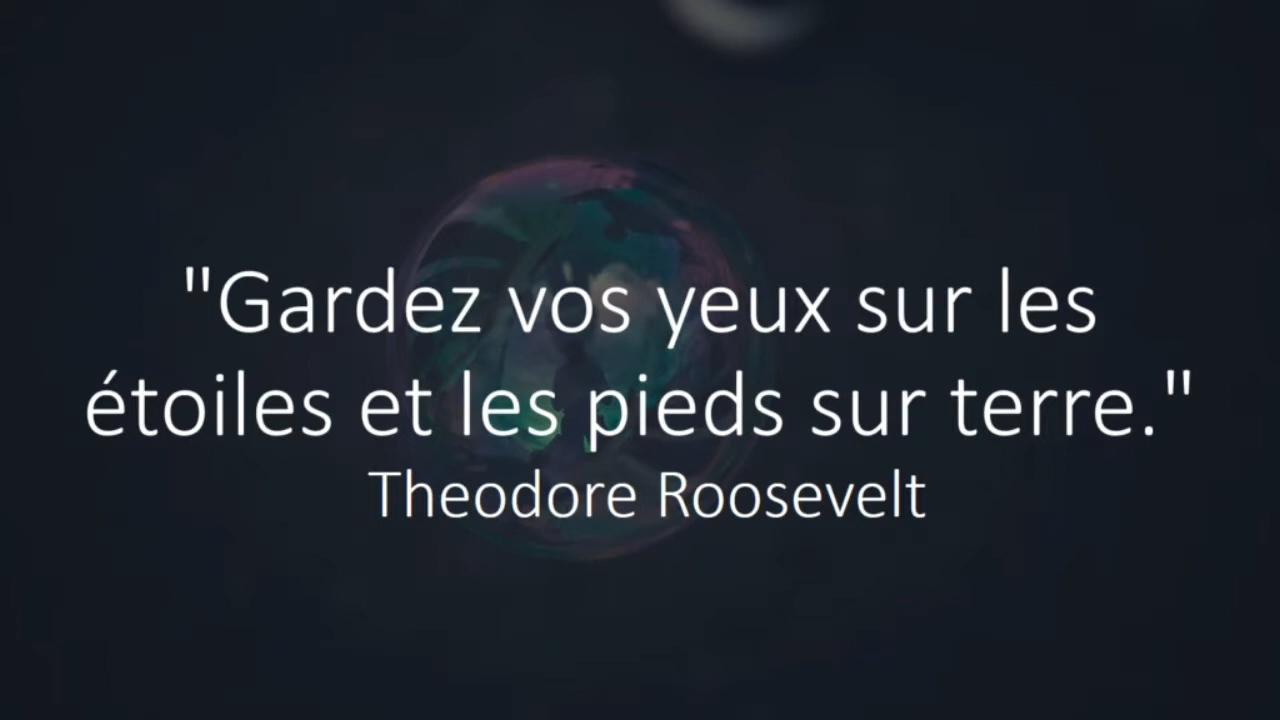 "Gardez vos yeux sur les
étoiles et les pieds sur terre."
Theodore Roosevelt